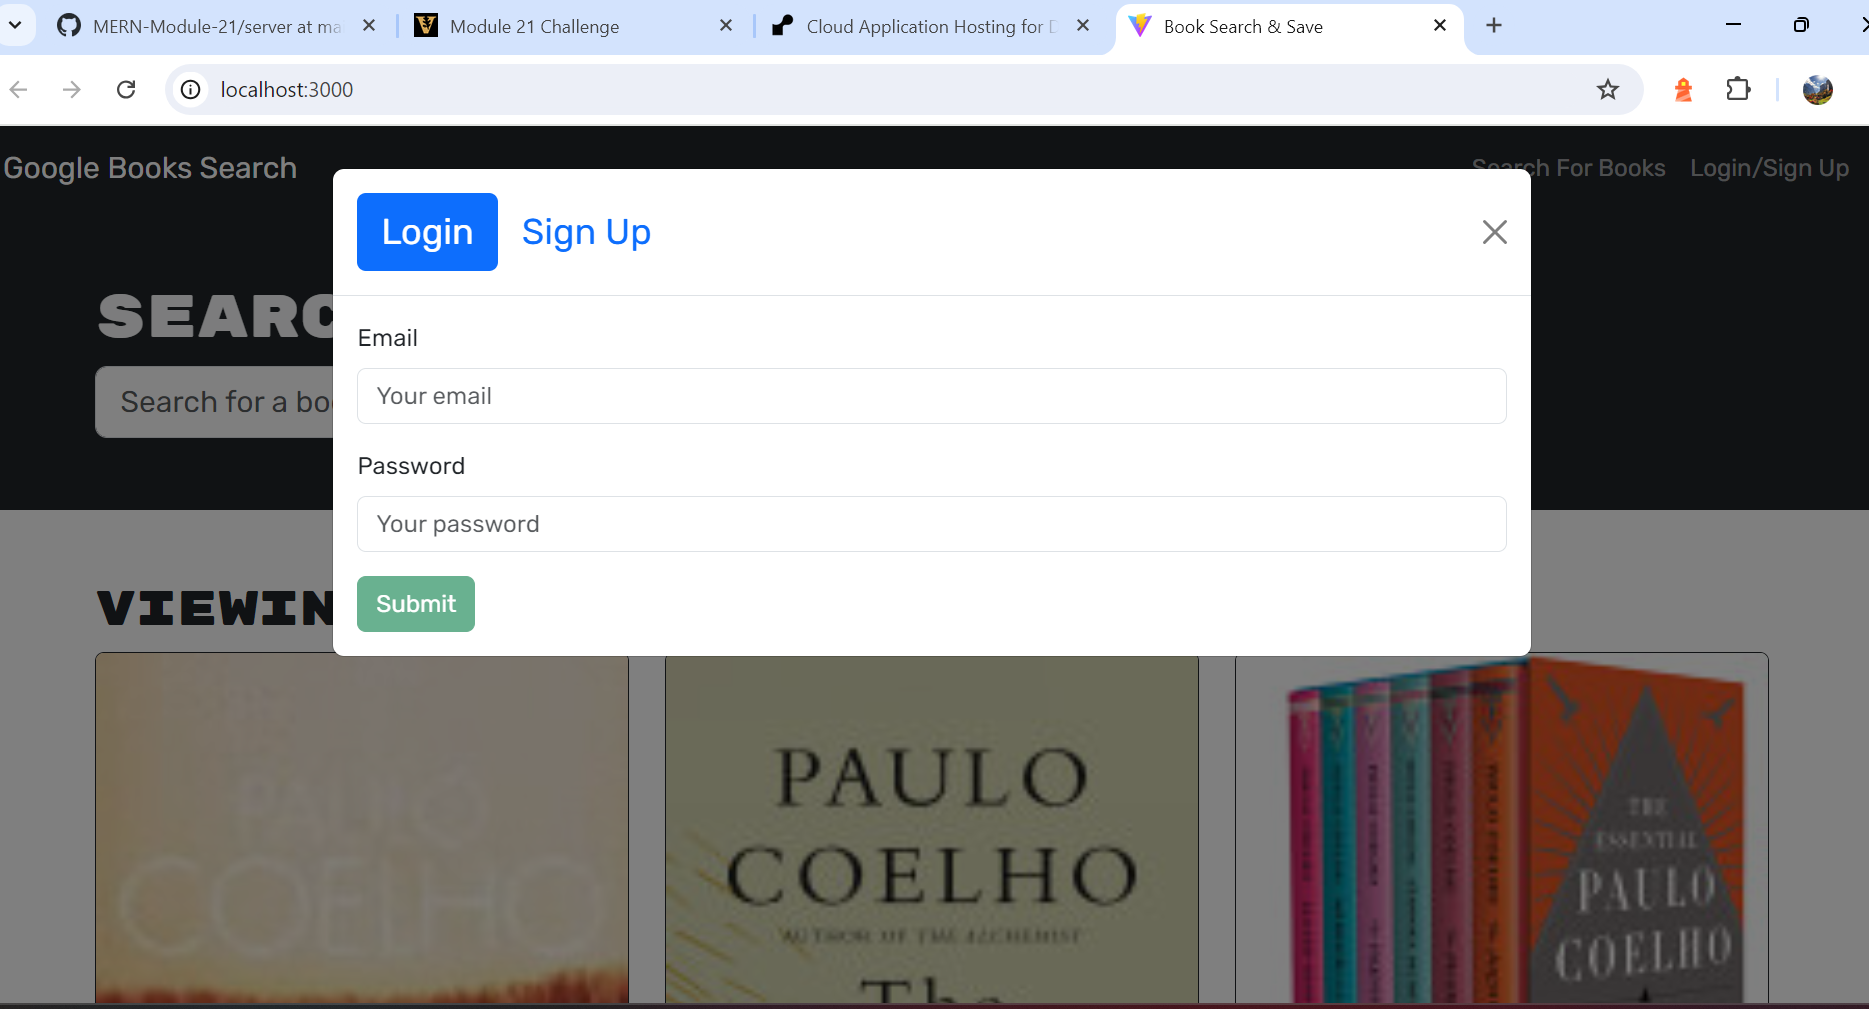 MERN-Module-21/server at ma
Module 21 Challenge
Cloud Application Hosting for D
Book Search & Save
localhost:3000
Google Books Search
Search For Books
Login/Sign Up
Login
Sign Up
SEARC
Email
Your email
Search for a boo
Password
Your password
Submit
VIEWIN
PAULO
COELHO
PAULO
COELHO
AUTHOR OF THE ALCHEMIST
The
THE
ESSENTIAL
PAULO
COELHO